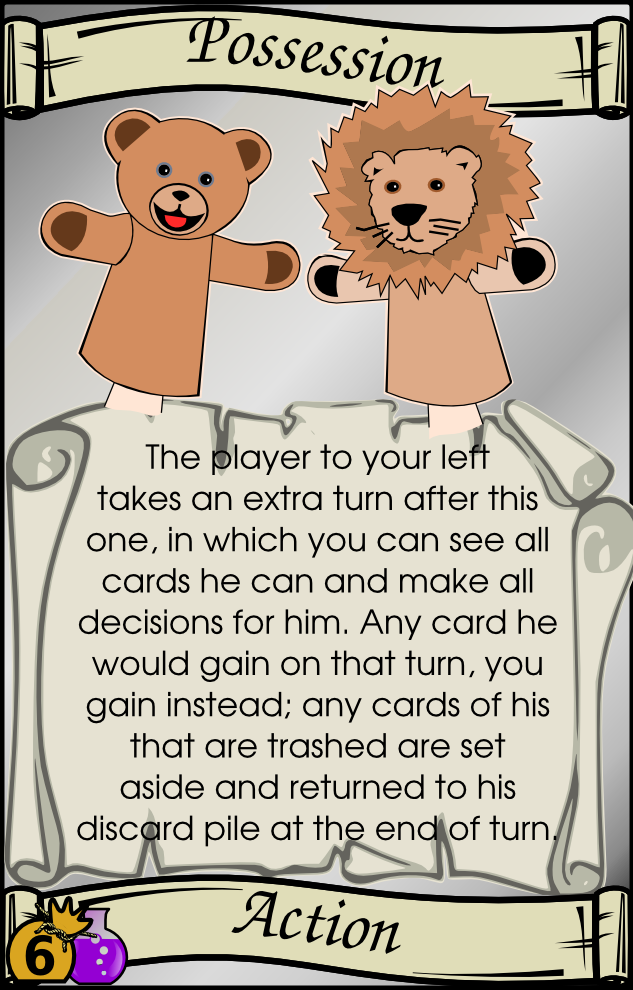 Possession
The player to your left
takes an extra turn after this
one, in which you can see all
cards he can and make all
decisions for him. Any card he
would gain on that turn, you
gain instead; any cards of his
that are trashed are set
aside and returned to his
discard pile at the end of turn.
Action
6